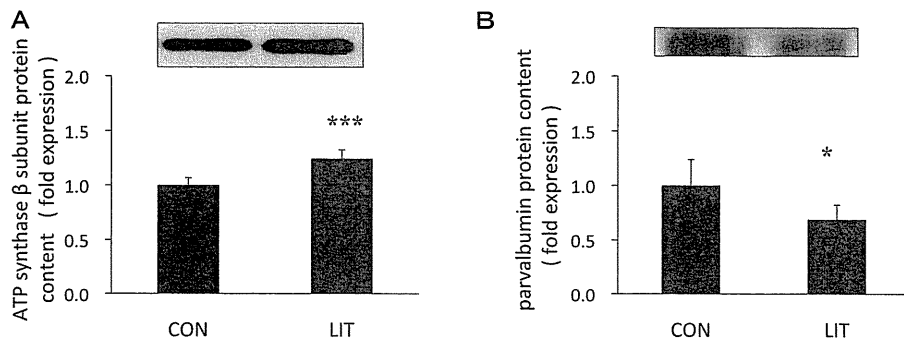 A
ATP synthase β subunit protein
content ( fold expression )
2.0
1.5
1.0
0.5
0.0
***
CON
LIT
B
parvalbumin protein content
( fold expression )
2.0
1.5
1.0
0.5
0.0
*
CON
LIT